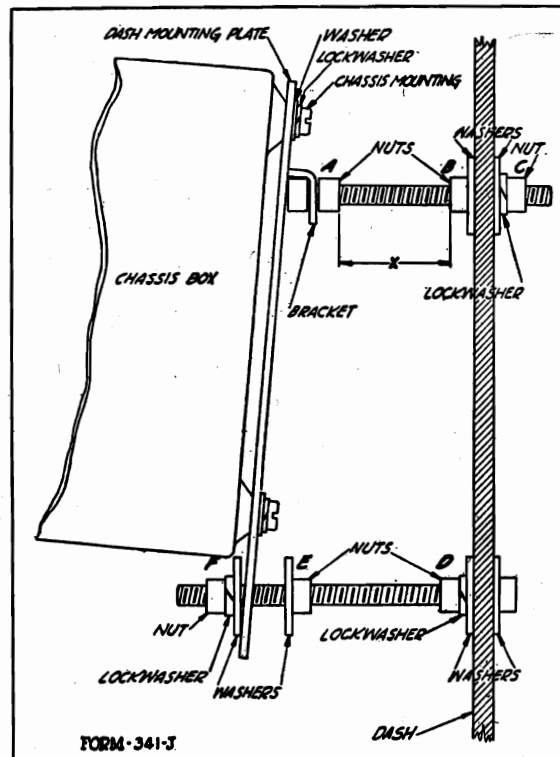 DASH MOUNTING PLATE
WASHER
LOCKWASHER
CHASSIS MOUNTING
A
NUTS
B
WASHERS
NUT
C
CHASSIS BOX
X
LOCKWASHER
BRACKET
F
E
NUTS
D
NUT
LOCKWASHER
LOCKWASHER
WASHERS
WASHERS
DASH
FORM-341-J